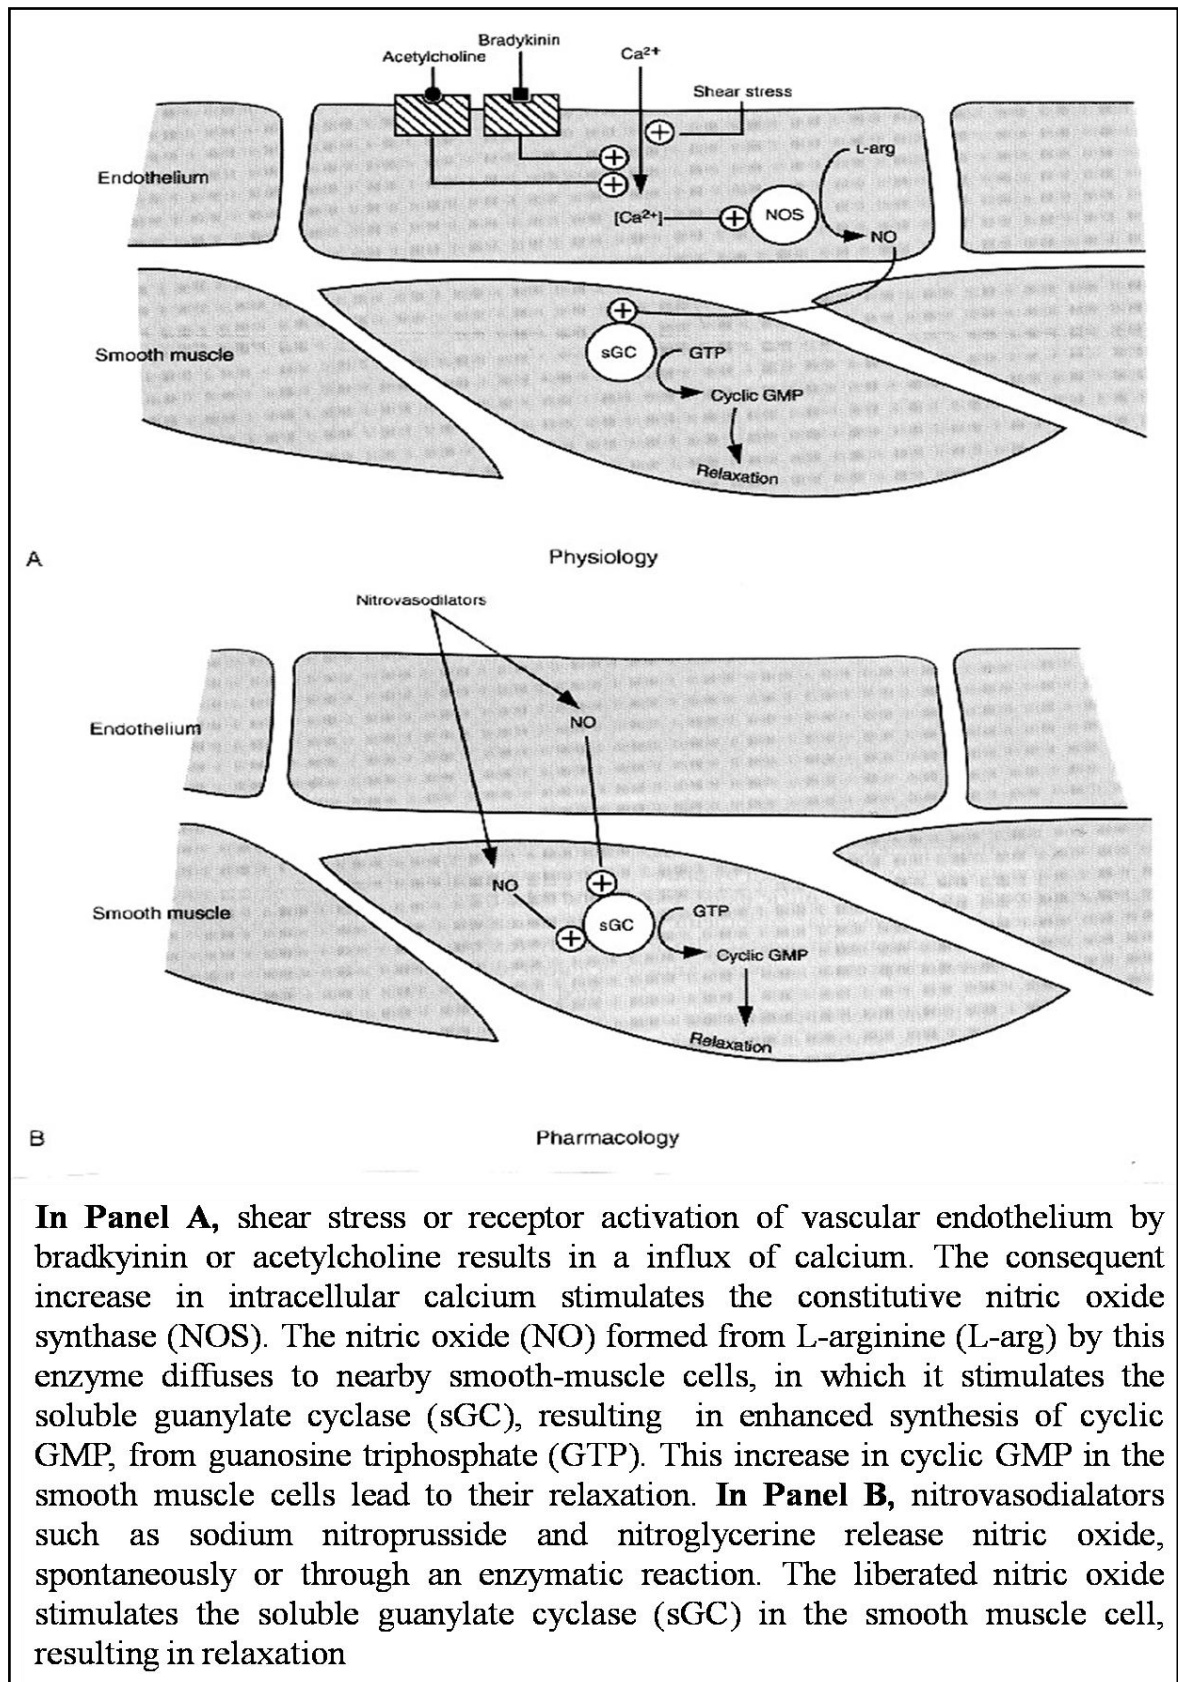 Bradykinin
Acetylcholine
Ca²⁺
Shear stress
L-arg
Endothelium
[Ca²⁺]
NOS
NO
Smooth muscle
sGC
GTP
Cyclic GMP
Relaxation
A
Physiology
Nitrovasodilators
NO
Endothelium
NO
Smooth muscle
sGC
GTP
Cyclic GMP
Relaxation
B
Pharmacology
In Panel A, shear stress or receptor activation of vascular endothelium by
bradkyinin or acetylcholine results in a influx of calcium. The consequent
increase in intracellular calcium stimulates the constitutive nitric oxide
synthase (NOS). The nitric oxide (NO) formed from L-arginine (L-arg) by this
enzyme diffuses to nearby smooth-muscle cells, in which it stimulates the
soluble guanylate cyclase (sGC), resulting in enhanced synthesis of cyclic
GMP, from guanosine triphosphate (GTP). This increase in cyclic GMP in the
smooth muscle cells lead to their relaxation. In Panel B, nitrovasodialators
such as sodium nitroprusside and nitroglycerine release nitric oxide,
spontaneously or through an enzymatic reaction. The liberated nitric oxide
stimulates the soluble guanylate cyclase (sGC) in the smooth muscle cell,
resulting in relaxation